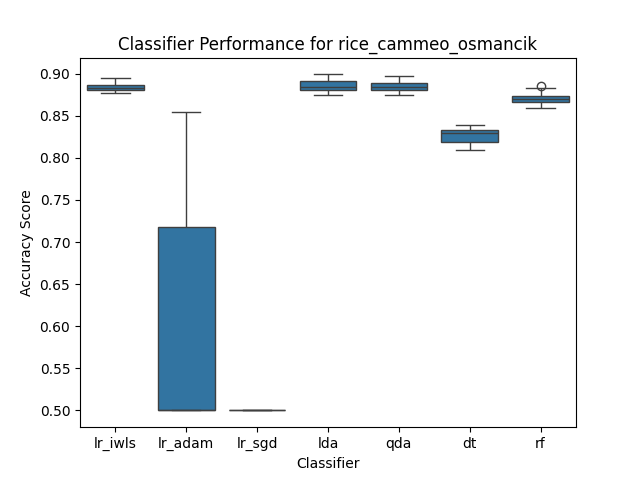 Classifier Performance for rice_cammeo_osmancik
0.90
0.85
0.80
0.75
0.70
0.65
0.60
0.55
0.50
Accuracy Score
lr_iwls lr_adam lr_sgd lda qda dt rf
Classifier